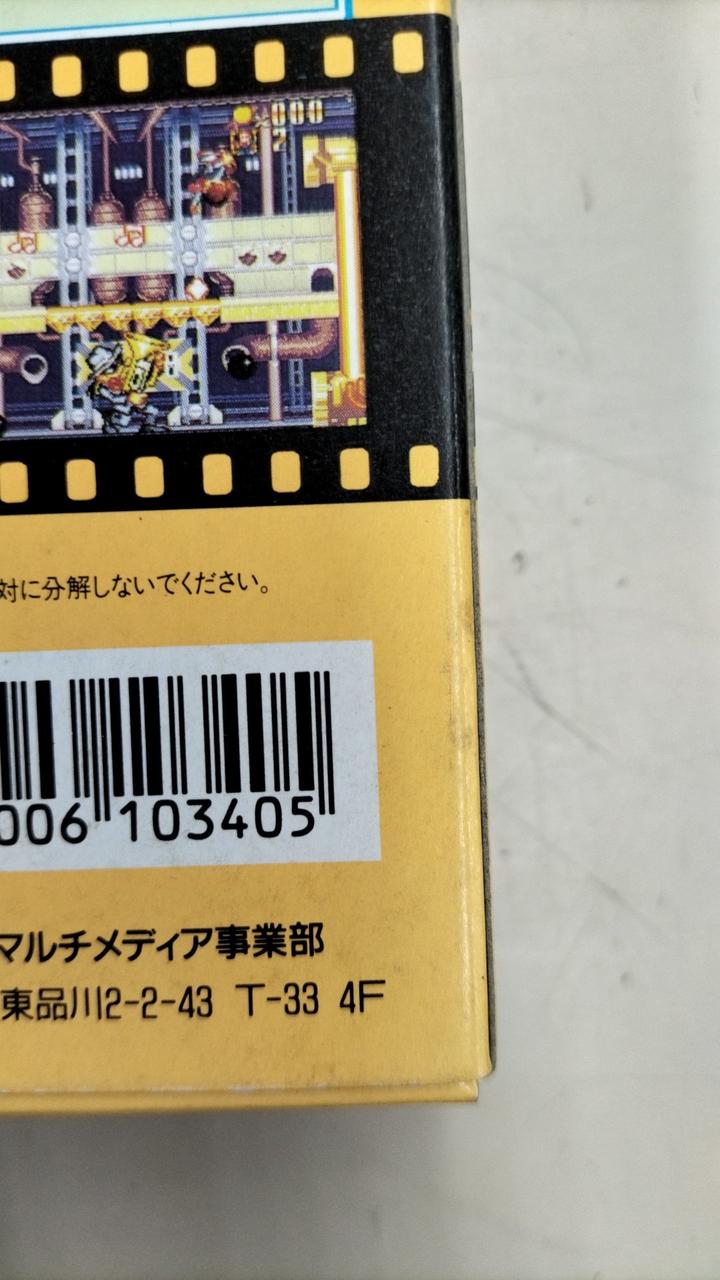 000
2
対に分解しないでください。
006 103405
マルチメディア事業部
東品川2-2-43 T-33 4F